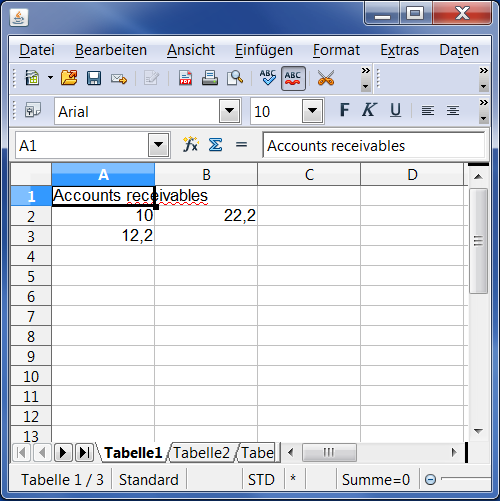 Datei Bearbeiten Ansicht Einfügen Format Extras Daten
ABC ABC
Arial 10 F K U
A1 Σ = Accounts receivables
A B C D
1 Accounts receivables
2 10 22,2
3 12,2
4
5
6
7
8
9
10
11
12
13
Tabelle1 Tabelle2 Tabe
Tabelle 1 / 3 Standard STD * Summe=0